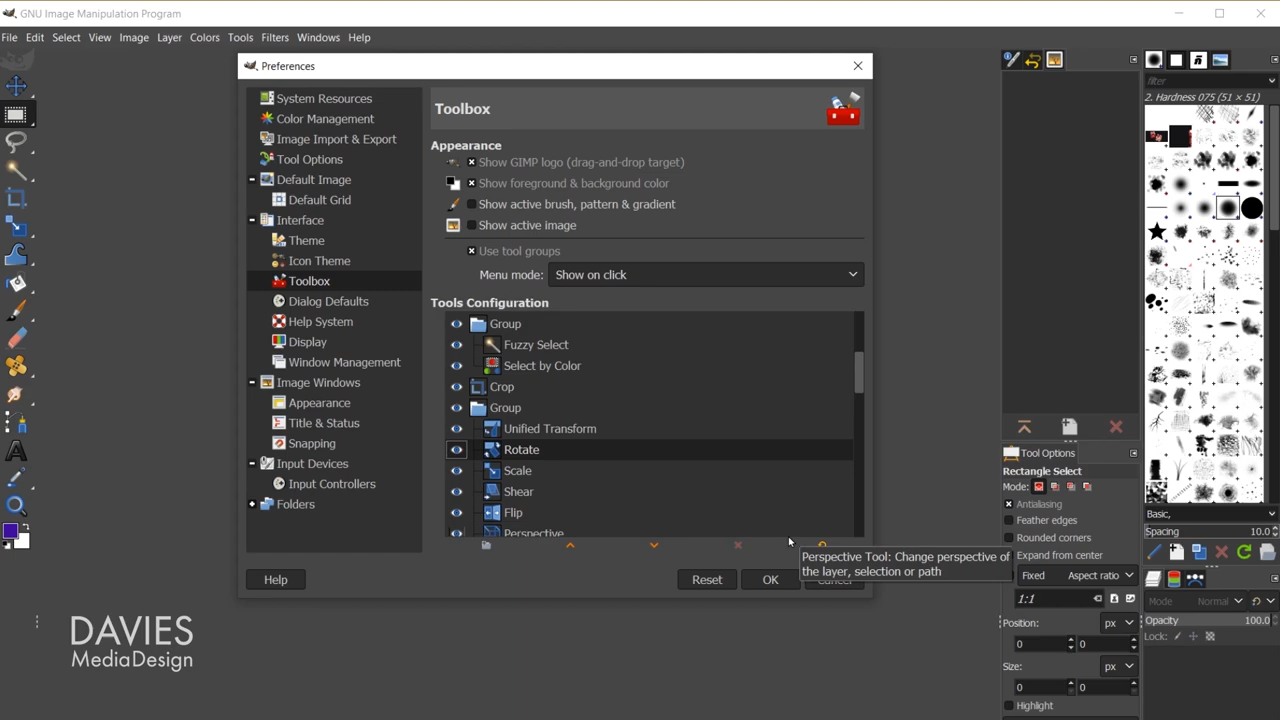 GNU Image Manipulation Program
File Edit Select View Image Layer Colors Tools Filters Windows Help
Preferences
System Resources
Color Management
Image Import & Export
Tool Options
Default Image
Default Grid
Interface
Theme
Icon Theme
Toolbox
Dialog Defaults
Help System
Display
Window Management
Image Windows
Appearance
Title & Status
Snapping
Input Devices
Input Controllers
Folders
Toolbox
Appearance
Show GIMP logo (drag-and-drop target)
Show foreground & background color
Show active brush, pattern & gradient
Show active image
Use tool groups
Menu mode: Show on click
Tools Configuration
Group
Fuzzy Select
Select by Color
Crop
Group
Unified Transform
Rotate
Scale
Shear
Flip
Perspective
Perspective Tool: Change perspective of
the layer, selection or path
Help Reset OK Cancel
DAVIES
MediaDesign
Tool Options
Rectangle Select
Mode:
Antialiasing
Feather edges
Rounded corners
Expand from center
Fixed Aspect ratio
1:1
Position: px
0 0
Size: px
0 0
Highlight
filter
2. Hardness 075 (51 × 51)
Basic,
Spacing 10.0
Mode Normal
Opacity 100.0
Lock: